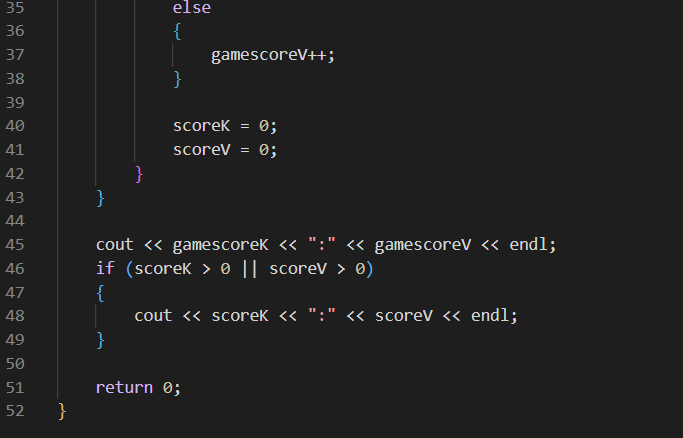 35 else
36 {
37 gamescoreV++;
38 }
39
40 scoreK = 0;
41 scoreV = 0;
42 }
43 }
44
45 cout << gamescoreK << ":" << gamescoreV << endl;
46 if (scoreK > 0 || scoreV > 0)
47 {
48 cout << scoreK << ":" << scoreV << endl;
49 }
50
51 return 0;
52 }